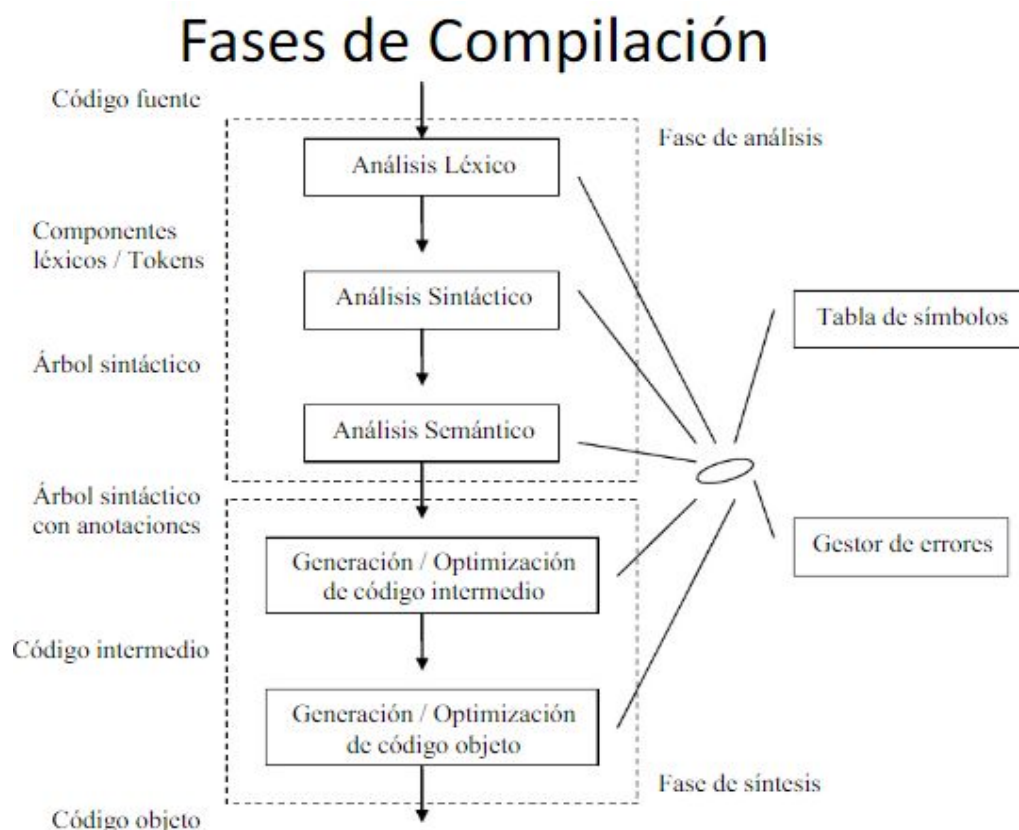 Fases de Compilación
Código fuente
Fase de análisis
Análisis Léxico
Componentes
léxicos / Tokens
Análisis Sintáctico
Tabla de símbolos
Árbol sintáctico
Análisis Semántico
Árbol sintáctico
con anotaciones
Gestor de errores
Generación / Optimización
de código intermedio
Código intermedio
Generación / Optimización
de código objeto
Fase de síntesis
Código objeto